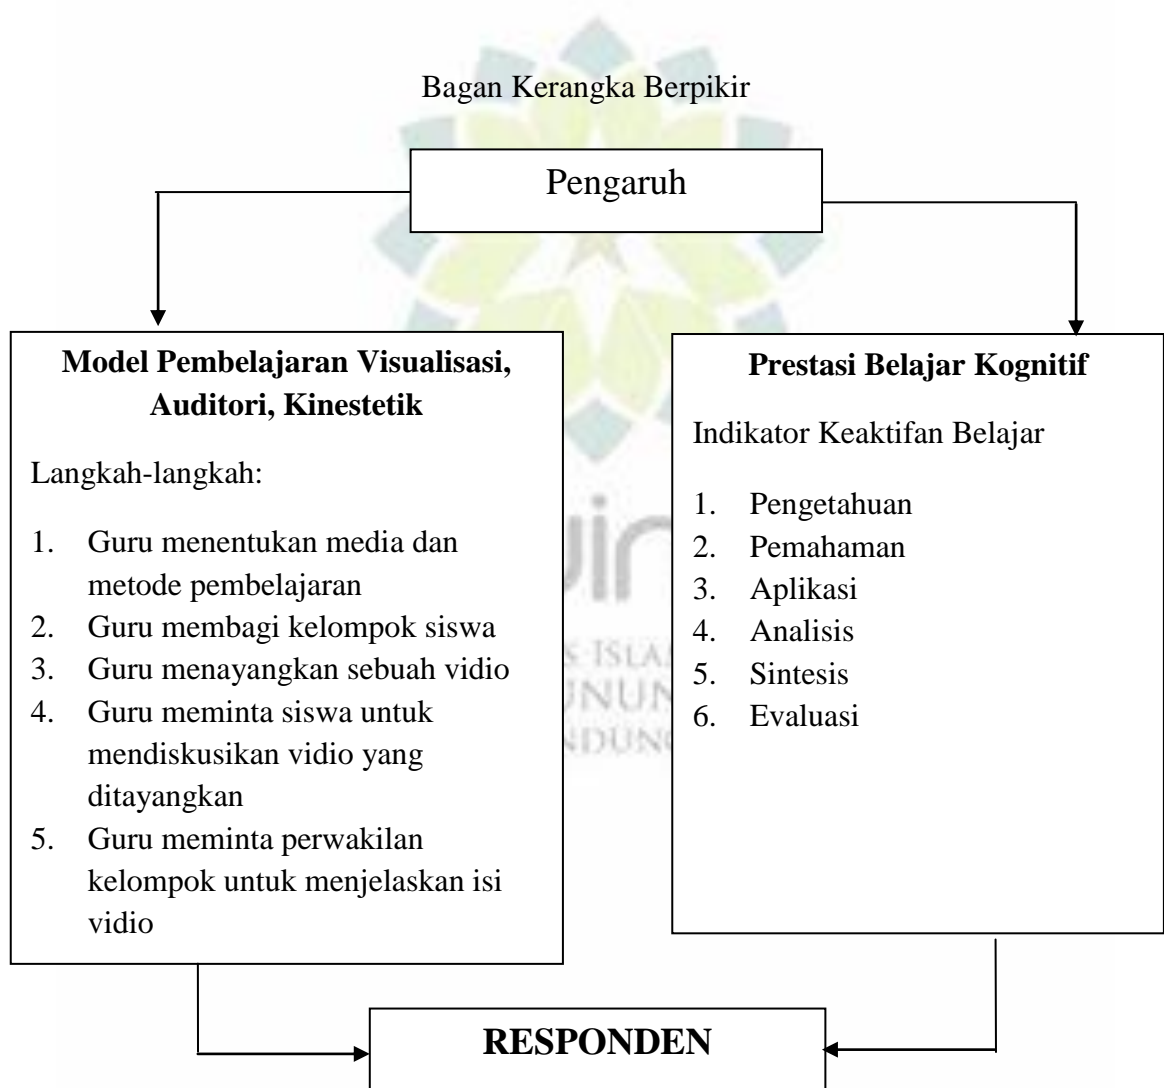 Bagan Kerangka Berpikir
Pengaruh
Model Pembelajaran Visualisasi,
Auditori, Kinestetik
Langkah-langkah:
1. Guru menentukan media dan
metode pembelajaran
2. Guru membagi kelompok siswa
3. Guru menayangkan sebuah vidio
4. Guru meminta siswa untuk
mendiskusikan vidio yang
ditayangkan
5. Guru meminta perwakilan
kelompok untuk menjelaskan isi
vidio
Prestasi Belajar Kognitif
Indikator Keaktifan Belajar
1. Pengetahuan
2. Pemahaman
3. Aplikasi
4. Analisis
5. Sintesis
6. Evaluasi
RESPONDEN